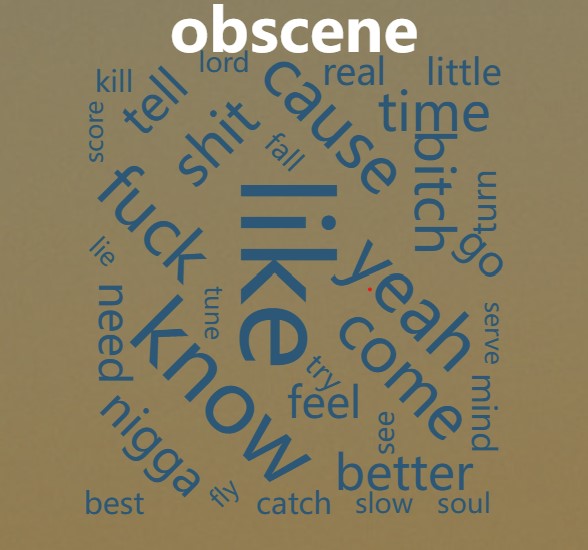 obscene
lord
real
little
kill
tell
cause
time
score
shit
fall
bitch
turn
fuck
like
go
lie
yeah
need
tune
know
come
serve
try
feel
mind
nigga
see
better
fly
best
catch
slow
soul